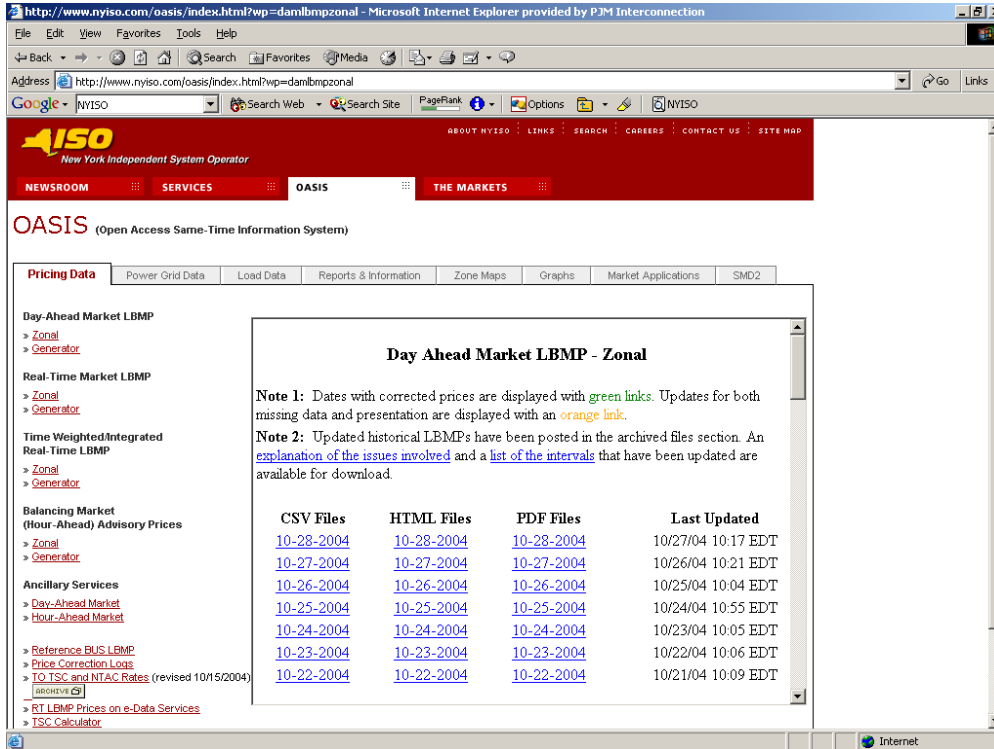 http://www.nyiso.com/oasis/index.html?wp=damlbmpzonal - Microsoft Internet Explorer provided by PJM Interconnection
File Edit View Favorites Tools Help
Back Search Favorites Media
Address http://www.nyiso.com/oasis/index.html?wp=damlbmpzonal Go Links
Google NYISO Search Web Search Site PageRank Options NYISO
ISO
New York Independent System Operator
ABOUT NYISO LINKS SEARCH CAREERS CONTACT US SITE MAP
NEWSROOM SERVICES OASIS THE MARKETS
OASIS (Open Access Same-Time Information System)
Pricing Data Power Grid Data Load Data Reports & Information Zone Maps Graphs Market Applications SMD2
Day-Ahead Market LBMP
» Zonal
» Generator
Real-Time Market LBMP
» Zonal
» Generator
Time Weighted/Integrated
Real-Time LBMP
» Zonal
» Generator
Balancing Market
(Hour-Ahead) Advisory Prices
» Zonal
» Generator
Ancillary Services
» Day-Ahead Market
» Hour-Ahead Market
» Reference BUS LBMP
» Price Correction Logs
» TO TSC and NTAC Rates (revised 10/15/2004)
ARCHIVE
» RT LBMP Prices on e-Data Services
» TSC Calculator
Day Ahead Market LBMP - Zonal
Note 1: Dates with corrected prices are displayed with green links. Updates for both
missing data and presentation are displayed with an orange link.
Note 2: Updated historical LBMPs have been posted in the archived files section. An
explanation of the issues involved and a list of the intervals that have been updated are
available for download.
CSV Files HTML Files PDF Files Last Updated
10-28-2004 10-28-2004 10-28-2004 10/27/04 10:17 EDT
10-27-2004 10-27-2004 10-27-2004 10/26/04 10:21 EDT
10-26-2004 10-26-2004 10-26-2004 10/25/04 10:04 EDT
10-25-2004 10-25-2004 10-25-2004 10/24/04 10:55 EDT
10-24-2004 10-24-2004 10-24-2004 10/23/04 10:05 EDT
10-23-2004 10-23-2004 10-23-2004 10/22/04 10:06 EDT
10-22-2004 10-22-2004 10-22-2004 10/21/04 10:09 EDT
Internet